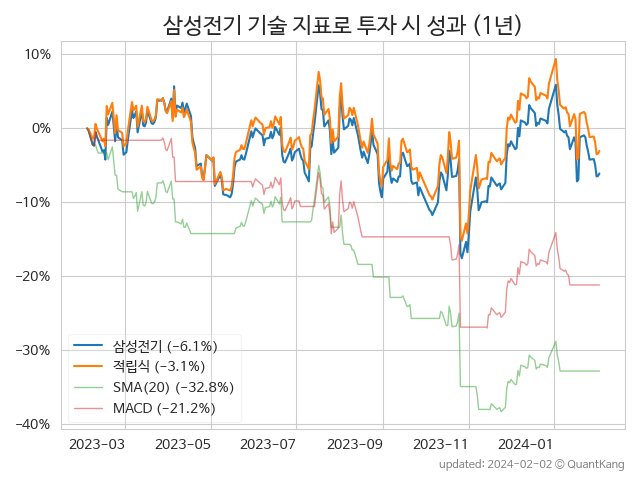 삼성전기 기술 지표로 투자 시 성과 (1년)
10%
0%
−10%
−20%
−30%
−40%
삼성전기 (−6.1%)
적립식 (−3.1%)
SMA(20) (−32.8%)
MACD (−21.2%)
2023-03 2023-05 2023-07 2023-09 2023-11 2024-01
updated: 2024-02-02 © QuantKang